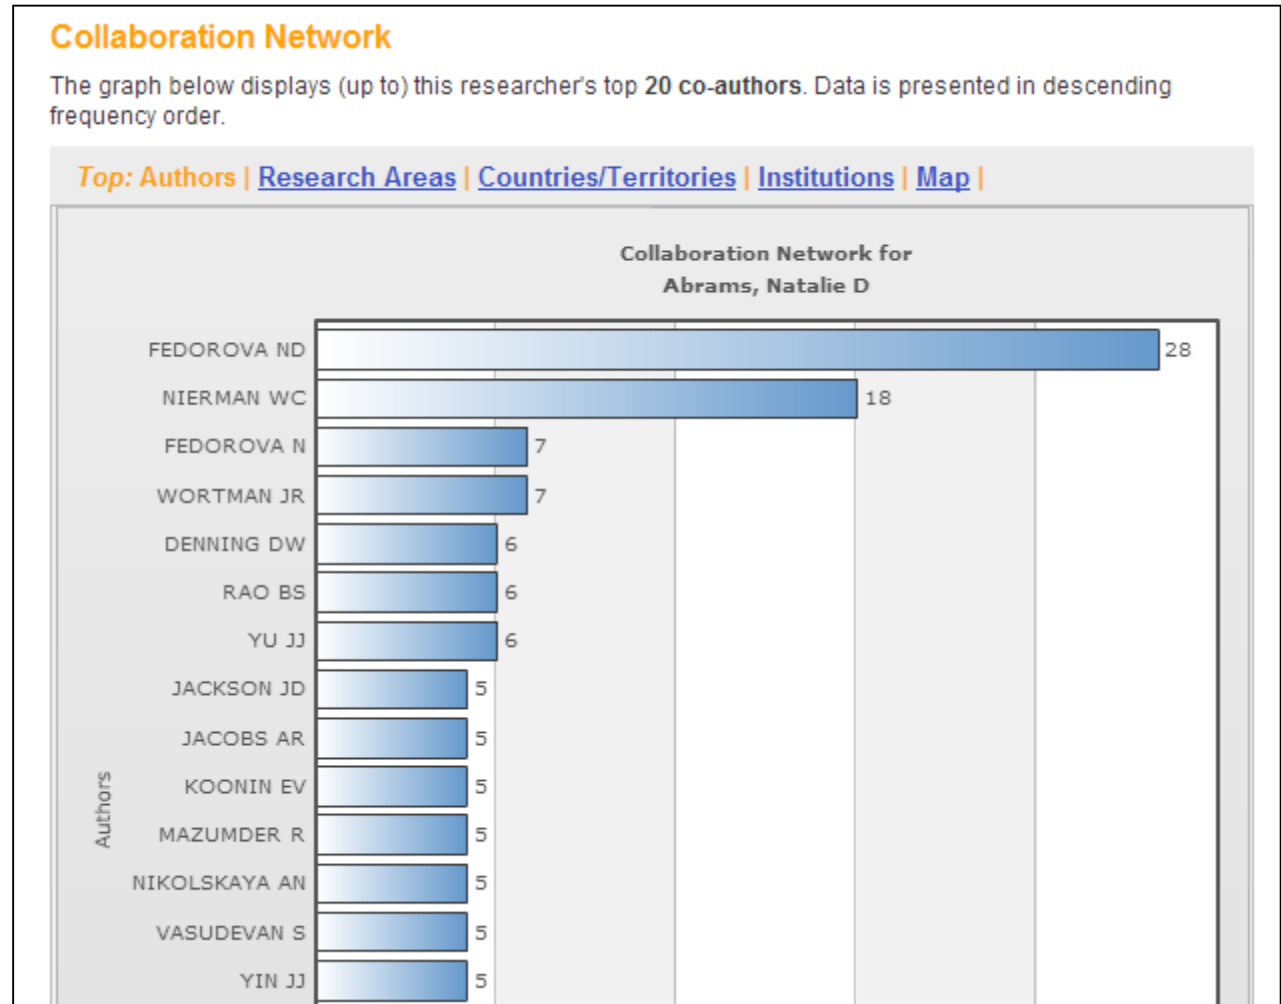 Collaboration Network
The graph below displays (up to) this researcher's top 20 co-authors. Data is presented in descending
frequency order.
Top: Authors | Research Areas | Countries/Territories | Institutions | Map |
Collaboration Network for
Abrams, Natalie D
FEDOROVA ND 28
NIERMAN WC 18
FEDOROVA N 7
WORTMAN JR 7
DENNING DW 6
RAO BS 6
YU JJ 6
JACKSON JD 5
JACOBS AR 5
KOONIN EV 5
MAZUMDER R 5
NIKOLSKAYA AN 5
VASUDEVAN S 5
YIN JJ 5
Authors